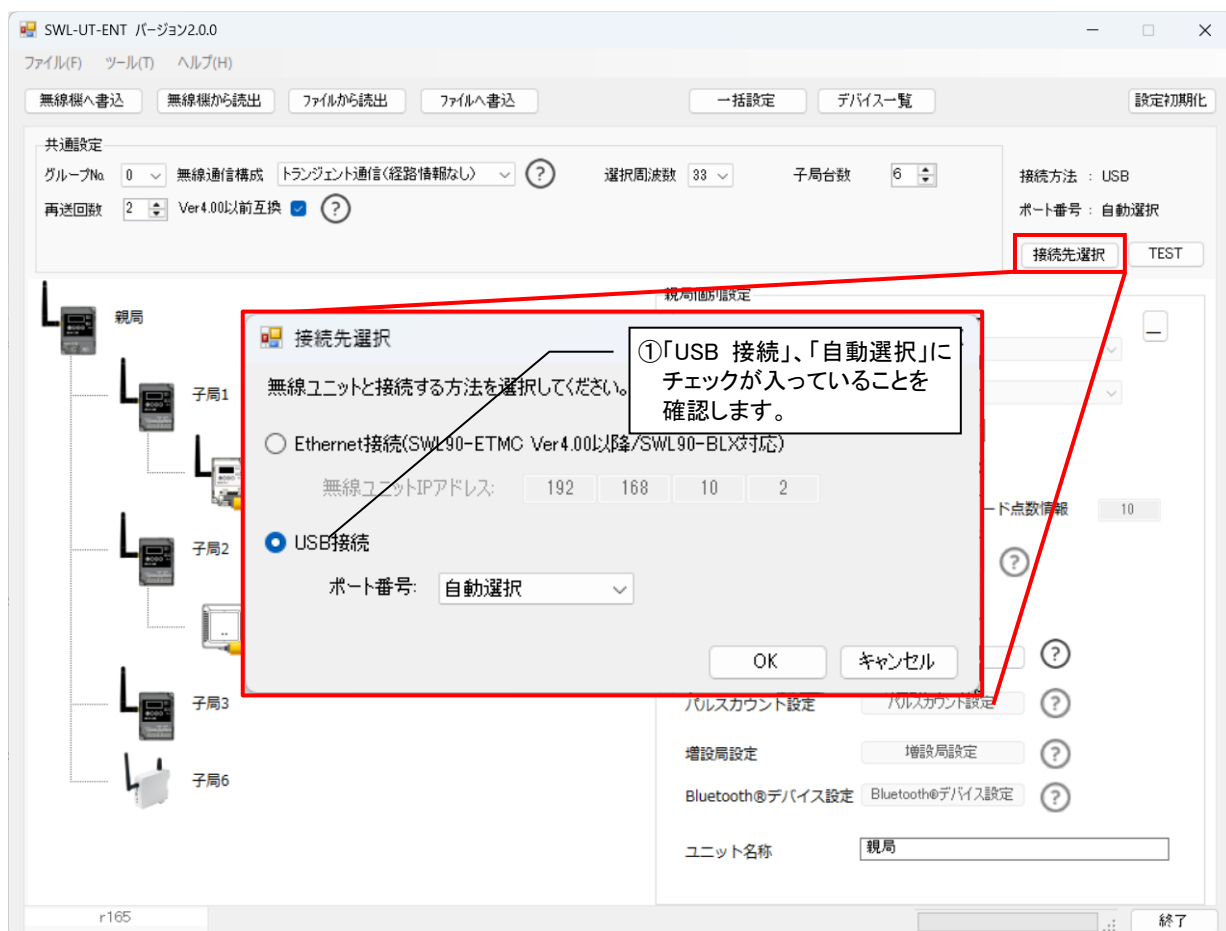 SWL-UT-ENT バージョン2.0.0
ファイル(F) ツール(T) ヘルプ(H)
無線機へ書込 無線機から読出 ファイルから読出 ファイルへ書込 一括設定 デバイス一覧 設定初期化
共通設定
グループNo. 0 無線通信構成 トランジェント通信(経路情報なし) ? 選択周波数 33 子局台数 6
再送回数 2 Ver4.00以前互換 ?
接続方法 : USB
ポート番号 : 自動選択
接続先選択 TEST
親局個別設定
親局
子局1
子局2
子局3
子局6
接続先選択
①「USB 接続」、「自動選択」に
チェックが入っていることを
確認します。
無線ユニットと接続する方法を選択してください。
Ethernet接続(SWL90-ETMC Ver4.00以降/SWL90-BLX対応)
無線ユニットIPアドレス: 192 168 10 2
USB接続
ポート番号: 自動選択
OK キャンセル
ード点数情報 10
?
?
パルスカウント設定 パルスカウント設定 ?
増設局設定 増設局設定 ?
Bluetooth®デバイス設定 Bluetooth®デバイス設定 ?
ユニット名称 親局
r165 終了